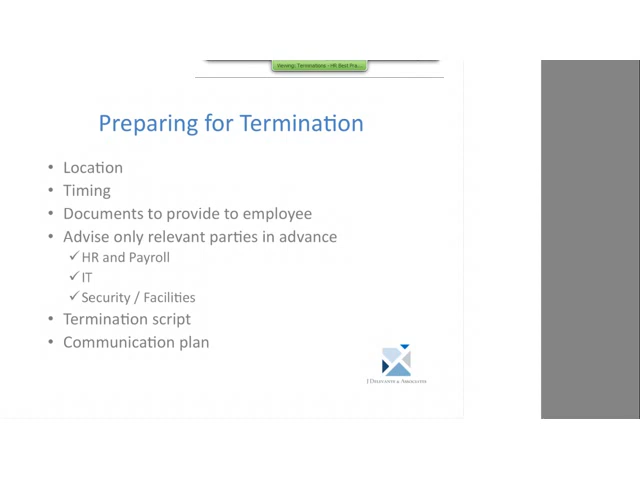 Viewing: Terminations - HR Best Pra...
Preparing for Termination
• Location
• Timing
• Documents to provide to employee
• Advise only relevant parties in advance
✓HR and Payroll
✓IT
✓Security / Facilities
• Termination script
• Communication plan
& ASSOCIATES